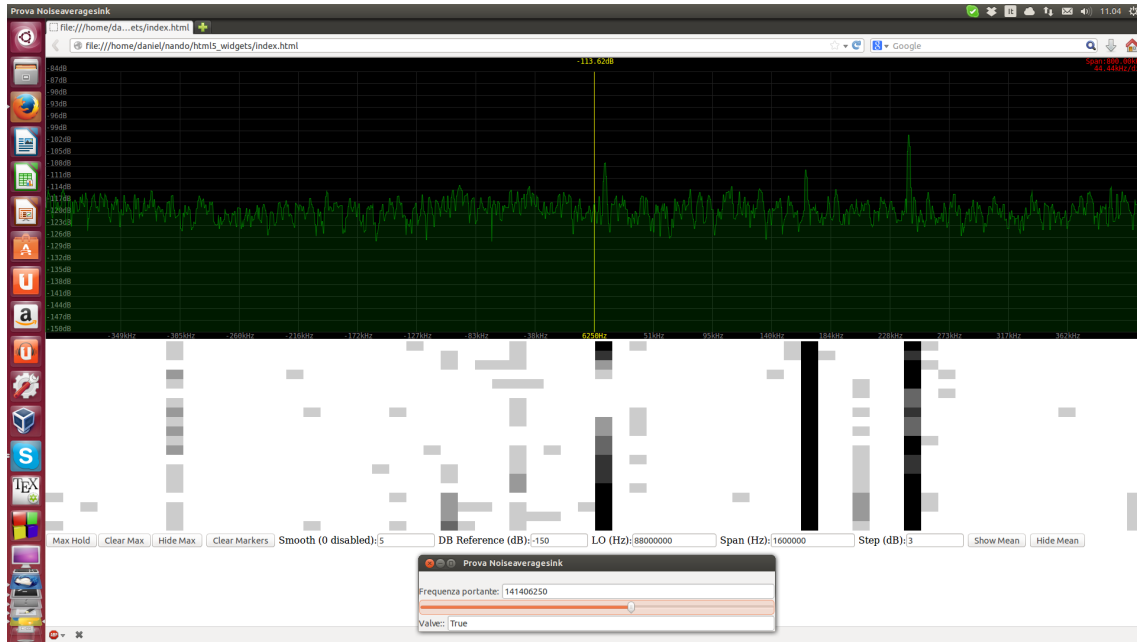 Prova Noiseaveragesink
It
11.04
file:///home/da...ets/index.html
file:///home/daniel/nando/html5_widgets/index.html
Google
-84dB
-113.62dB
-87dB
-90dB
-93dB
-96dB
-99dB
-102dB
-105dB
-108dB
-111dB
-114dB
-117dB
-120dB
-123dB
-126dB
-129dB
-132dB
-135dB
-138dB
-141dB
-144dB
-147dB
-150dB
-349kHz -305kHz -260kHz -216kHz -172kHz -127kHz -83kHz -38kHz 6250Hz 51kHz 95kHz 140kHz 184kHz 228kHz 273kHz 317kHz 362kHz
Max Hold Clear Max Hide Max Clear Markers Smooth (0 disabled): 5 DB Reference (dB): -150 LO (Hz): 88000000 Span (Hz): 1600000 Step (dB): 3 Show Mean Hide Mean
Prova Noiseaveragesink
Frequenza portante: 141406250
Valve:: True